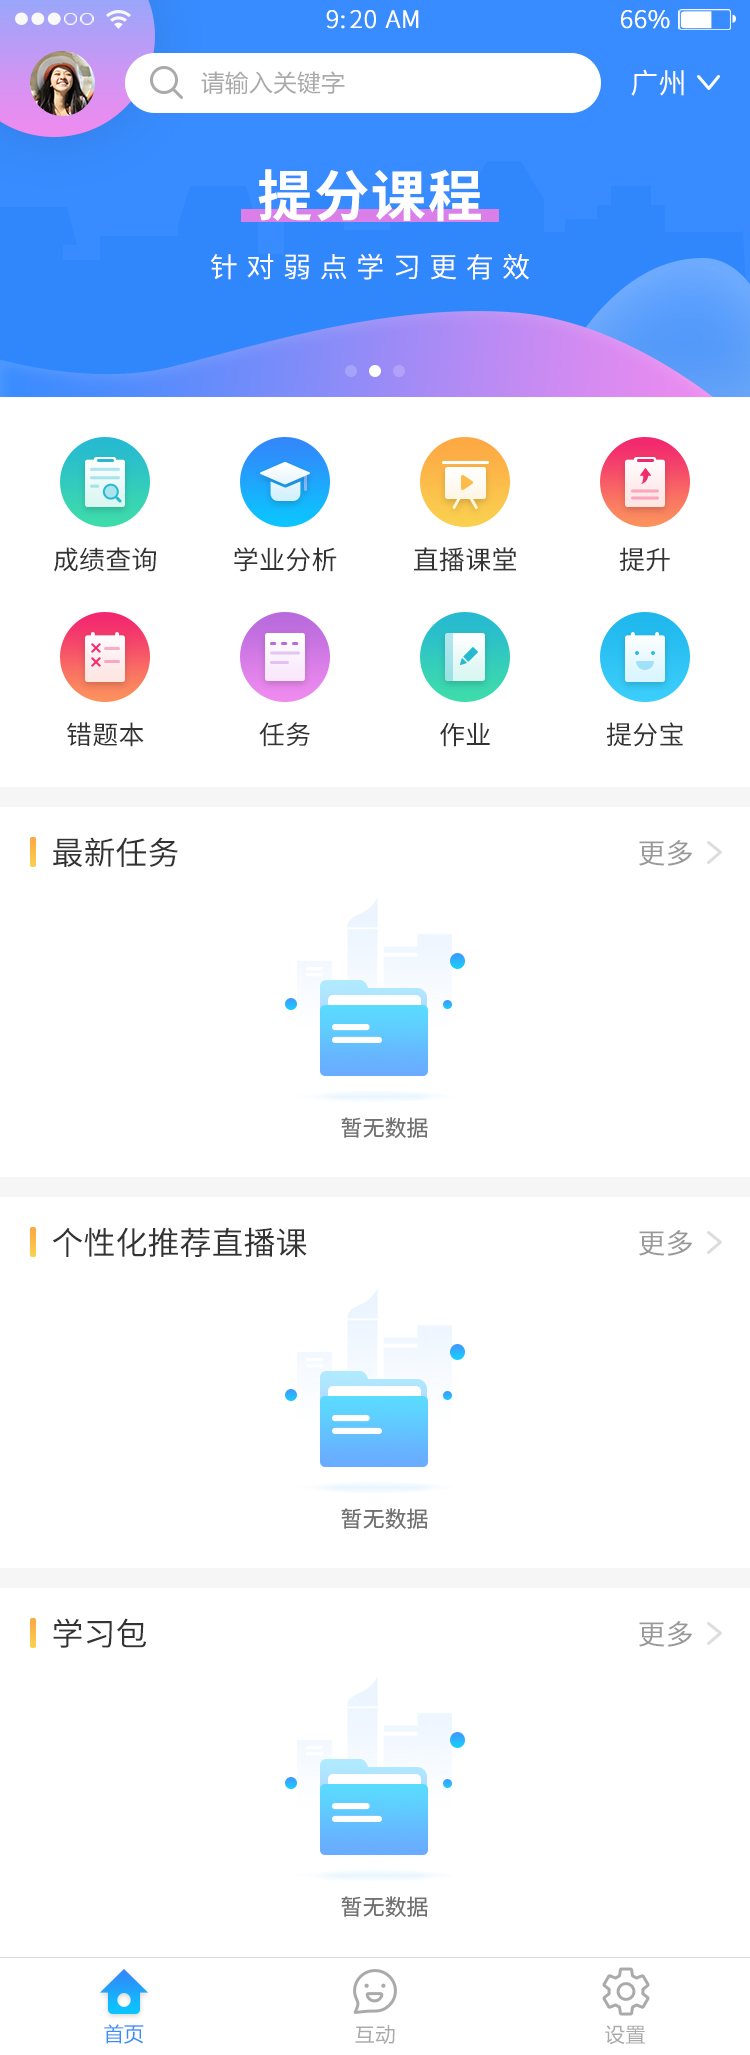 9:20 AM 66%
请输入关键字 广州
提分课程
针对弱点学习更有效
成绩查询 学业分析 直播课堂 提升
错题本 任务 作业 提分宝
最新任务 更多
暂无数据
个性化推荐直播课 更多
暂无数据
学习包 更多
暂无数据
首页 互动 设置